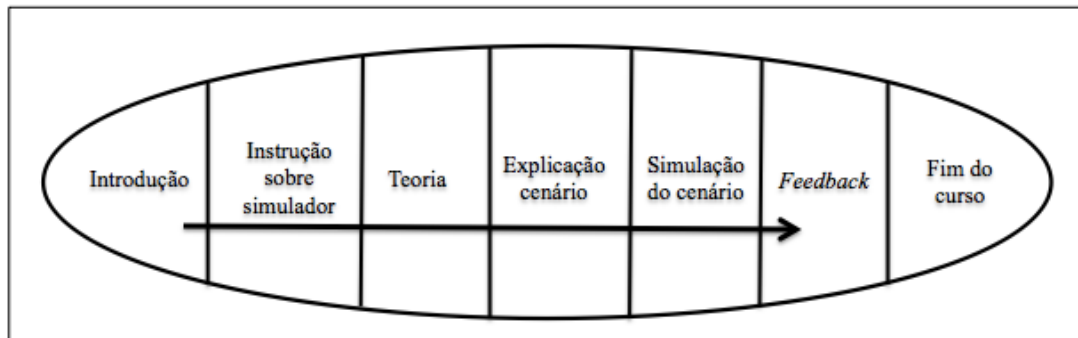 Introdução
Instrução
sobre
simulador
Teoria
Explicação
cenário
Simulação
do cenário
Feedback
Fim do
curso